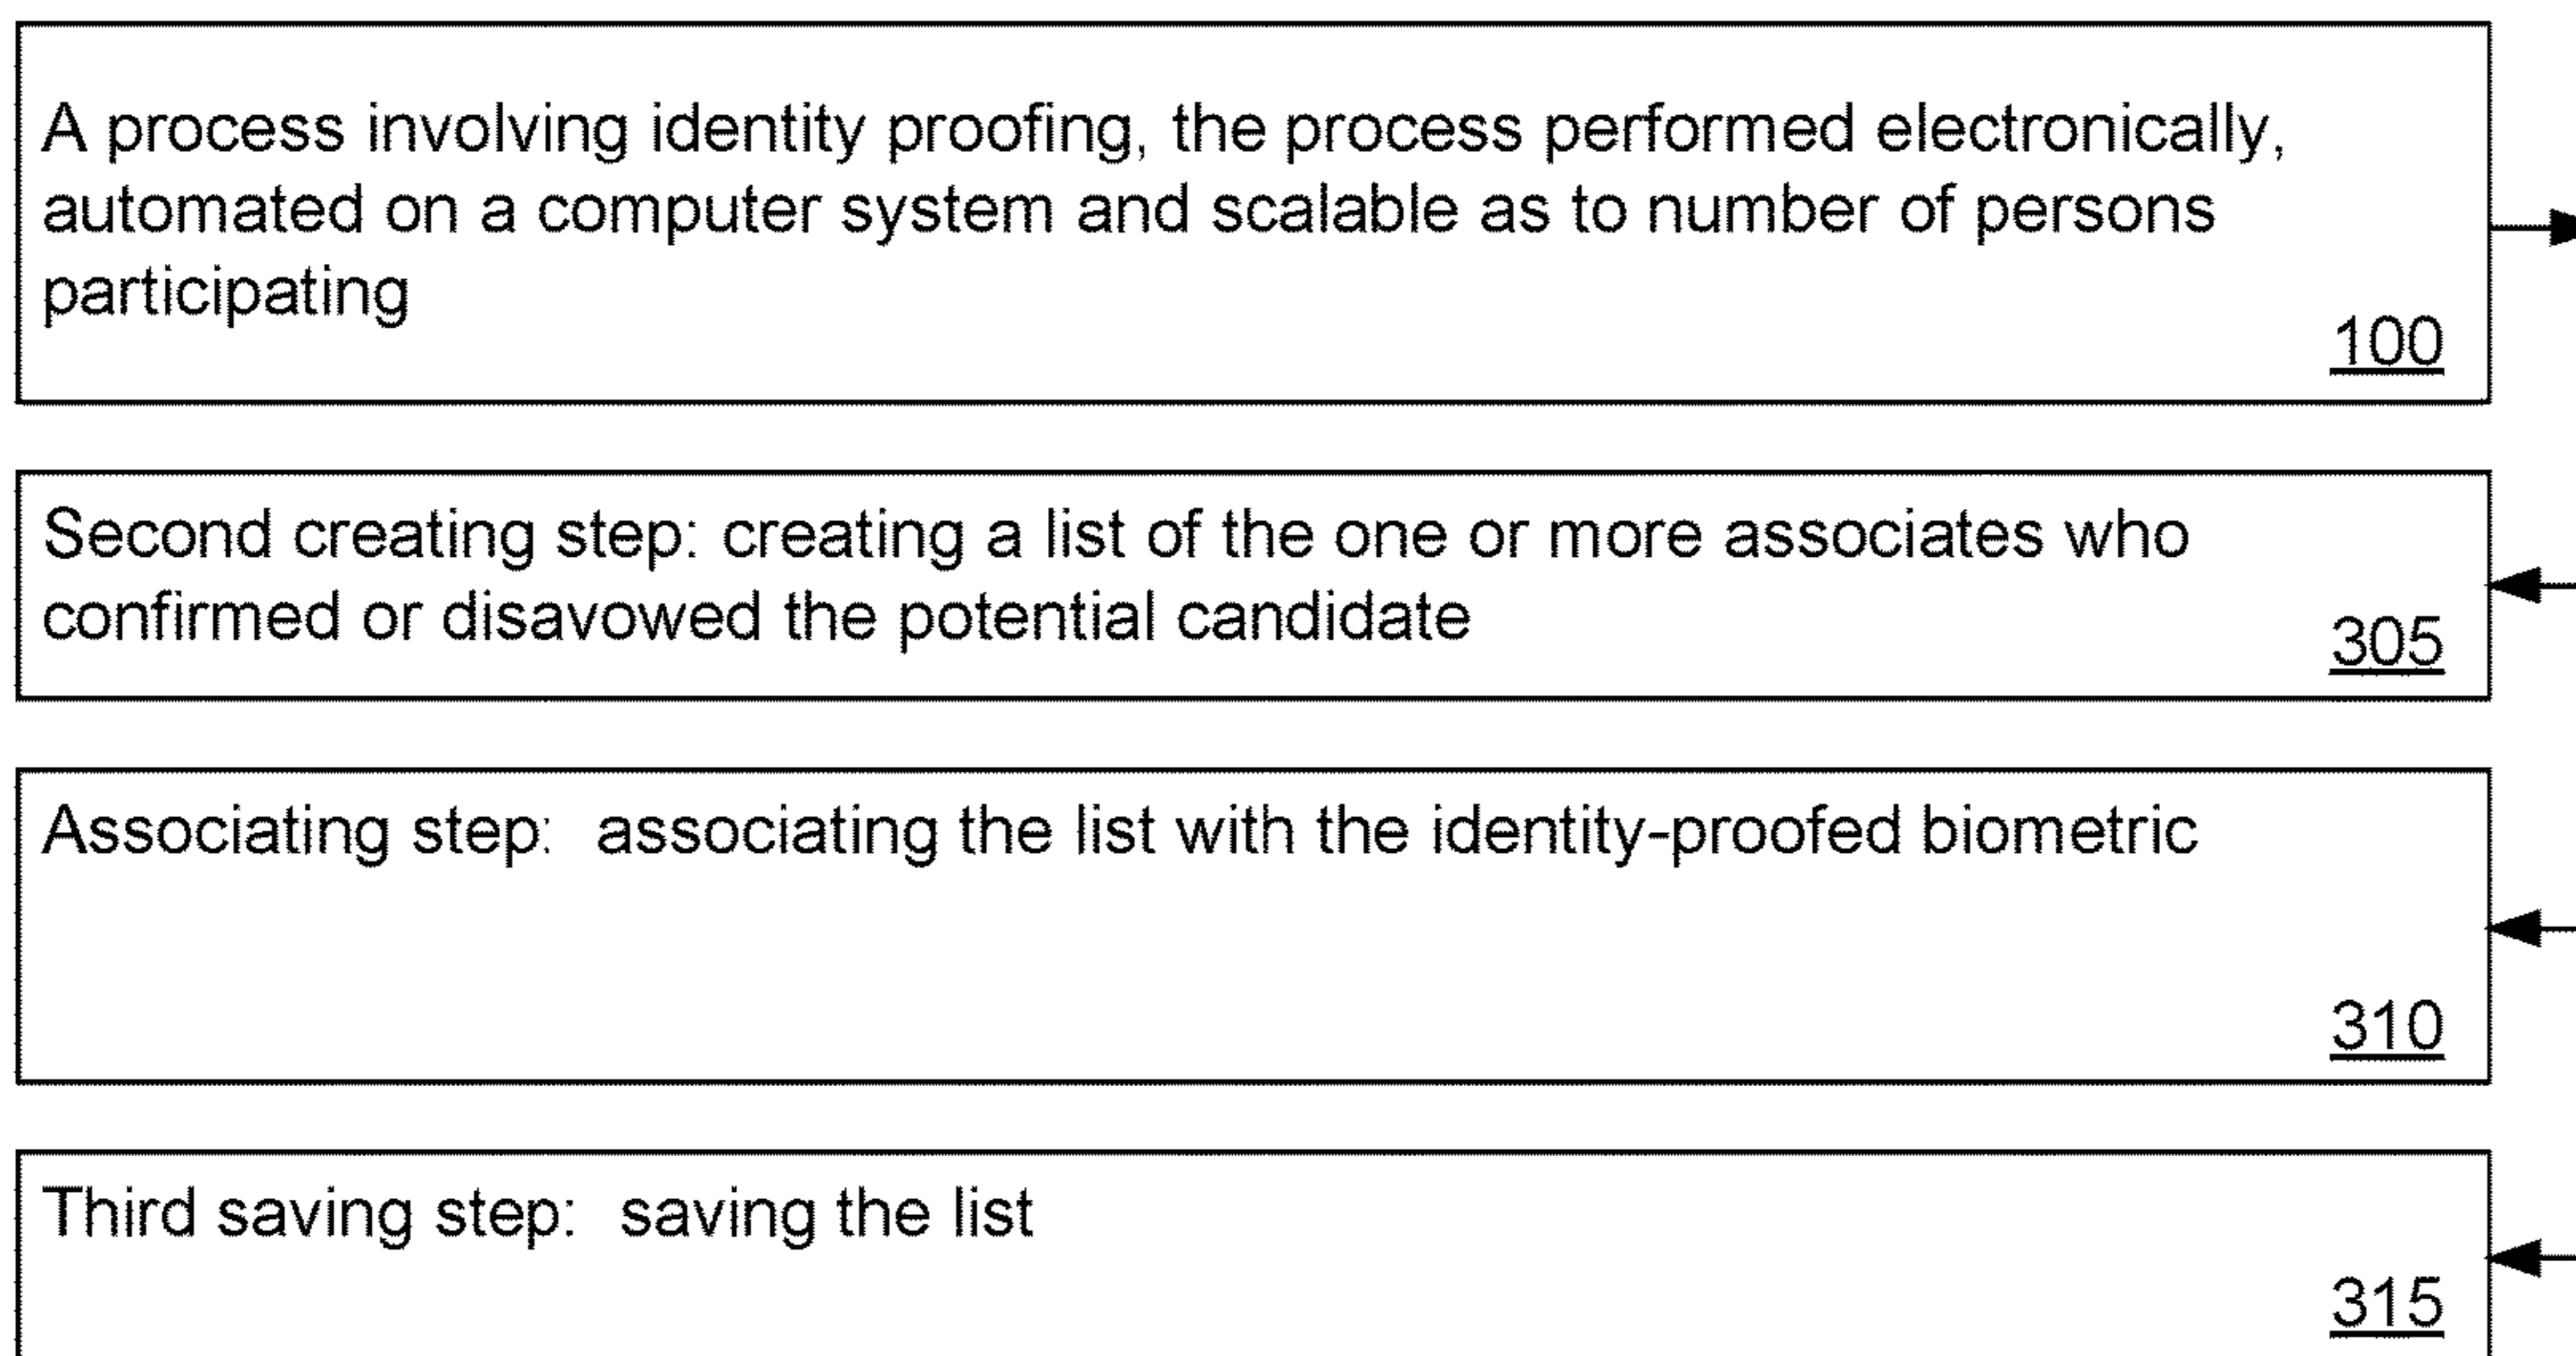 A process involving identity proofing, the process performed electronically,
automated on a computer system and scalable as to number of persons
participating
100
Second creating step: creating a list of the one or more associates who
confirmed or disavowed the potential candidate
305
Associating step: associating the list with the identity-proofed biometric
310
Third saving step: saving the list
315